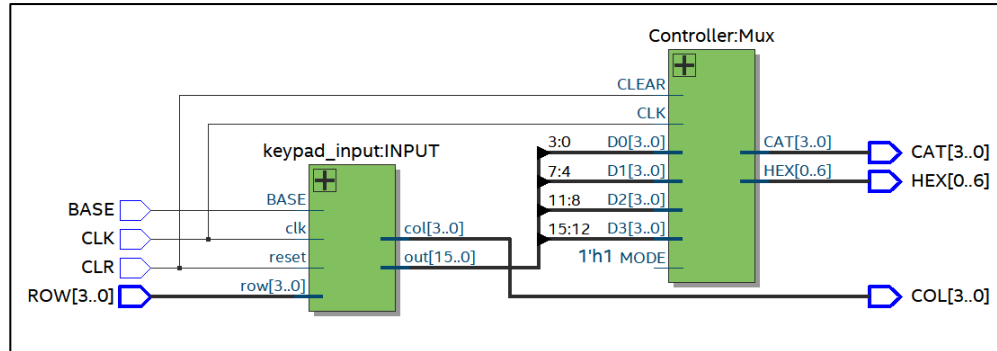 Controller:Mux
CLEAR
CLK
3:0 D0[3..0] CAT[3..0] CAT[3..0]
keypad_input:INPUT 7:4 D1[3..0] HEX[0..6] HEX[0..6]
BASE BASE 11:8 D2[3..0]
CLK clk col[3..0] 15:12 D3[3..0]
CLR reset out[15..0] 1'h1 MODE
ROW[3..0] row[3..0] COL[3..0]